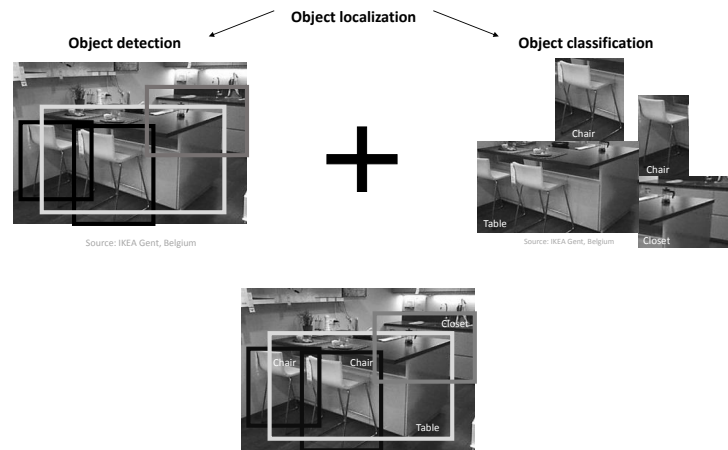 Object localization
Object detection
Object classification
Chair
Chair
Table
Closet
Source: IKEA Gent, Belgium
Source: IKEA Gent, Belgium
Closet
Chair
Chair
Table